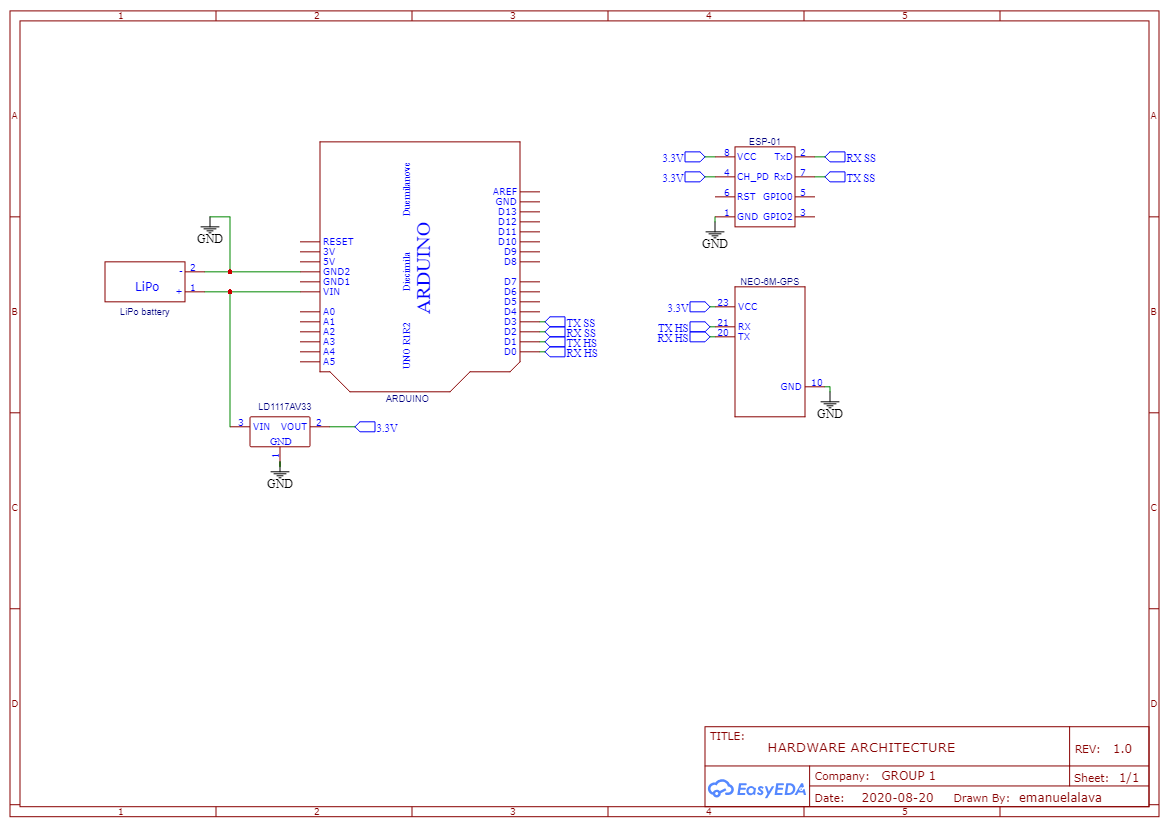 1 2 3 4 5
A A
B B
C C
D D
1 2 3 4 5
GND
LiPo
- 2
+ 1
LiPo battery
RESET
3V
5V
GND2
GND1
VIN
A0
A1
A2
A3
A4
A5
UNO R1R2 Diecimila Duemilanove
ARDUINO
AREF
GND
D13
D12
D11
D10
D9
D8
D7
D6
D5
D4
D3 TX SS
D2 RX SS
D1 TX HS
D0 RX HS
ARDUINO
LD1117AV33
3 VIN VOUT 2 3.3V
GND
1
GND
ESP-01
3.3V 8 VCC TxD 2 RX SS
3.3V 4 CH_PD RxD 7 TX SS
6 RST GPIO0 5
1 GND GPIO2 3
GND
NEO-6M-GPS
3.3V 23 VCC
TX HS 21 RX
RX HS 20 TX
GND 10
GND
TITLE:
HARDWARE ARCHITECTURE
REV: 1.0
EasyEDA
Company: GROUP 1
Sheet: 1/1
Date: 2020-08-20 Drawn By: emanuelalava